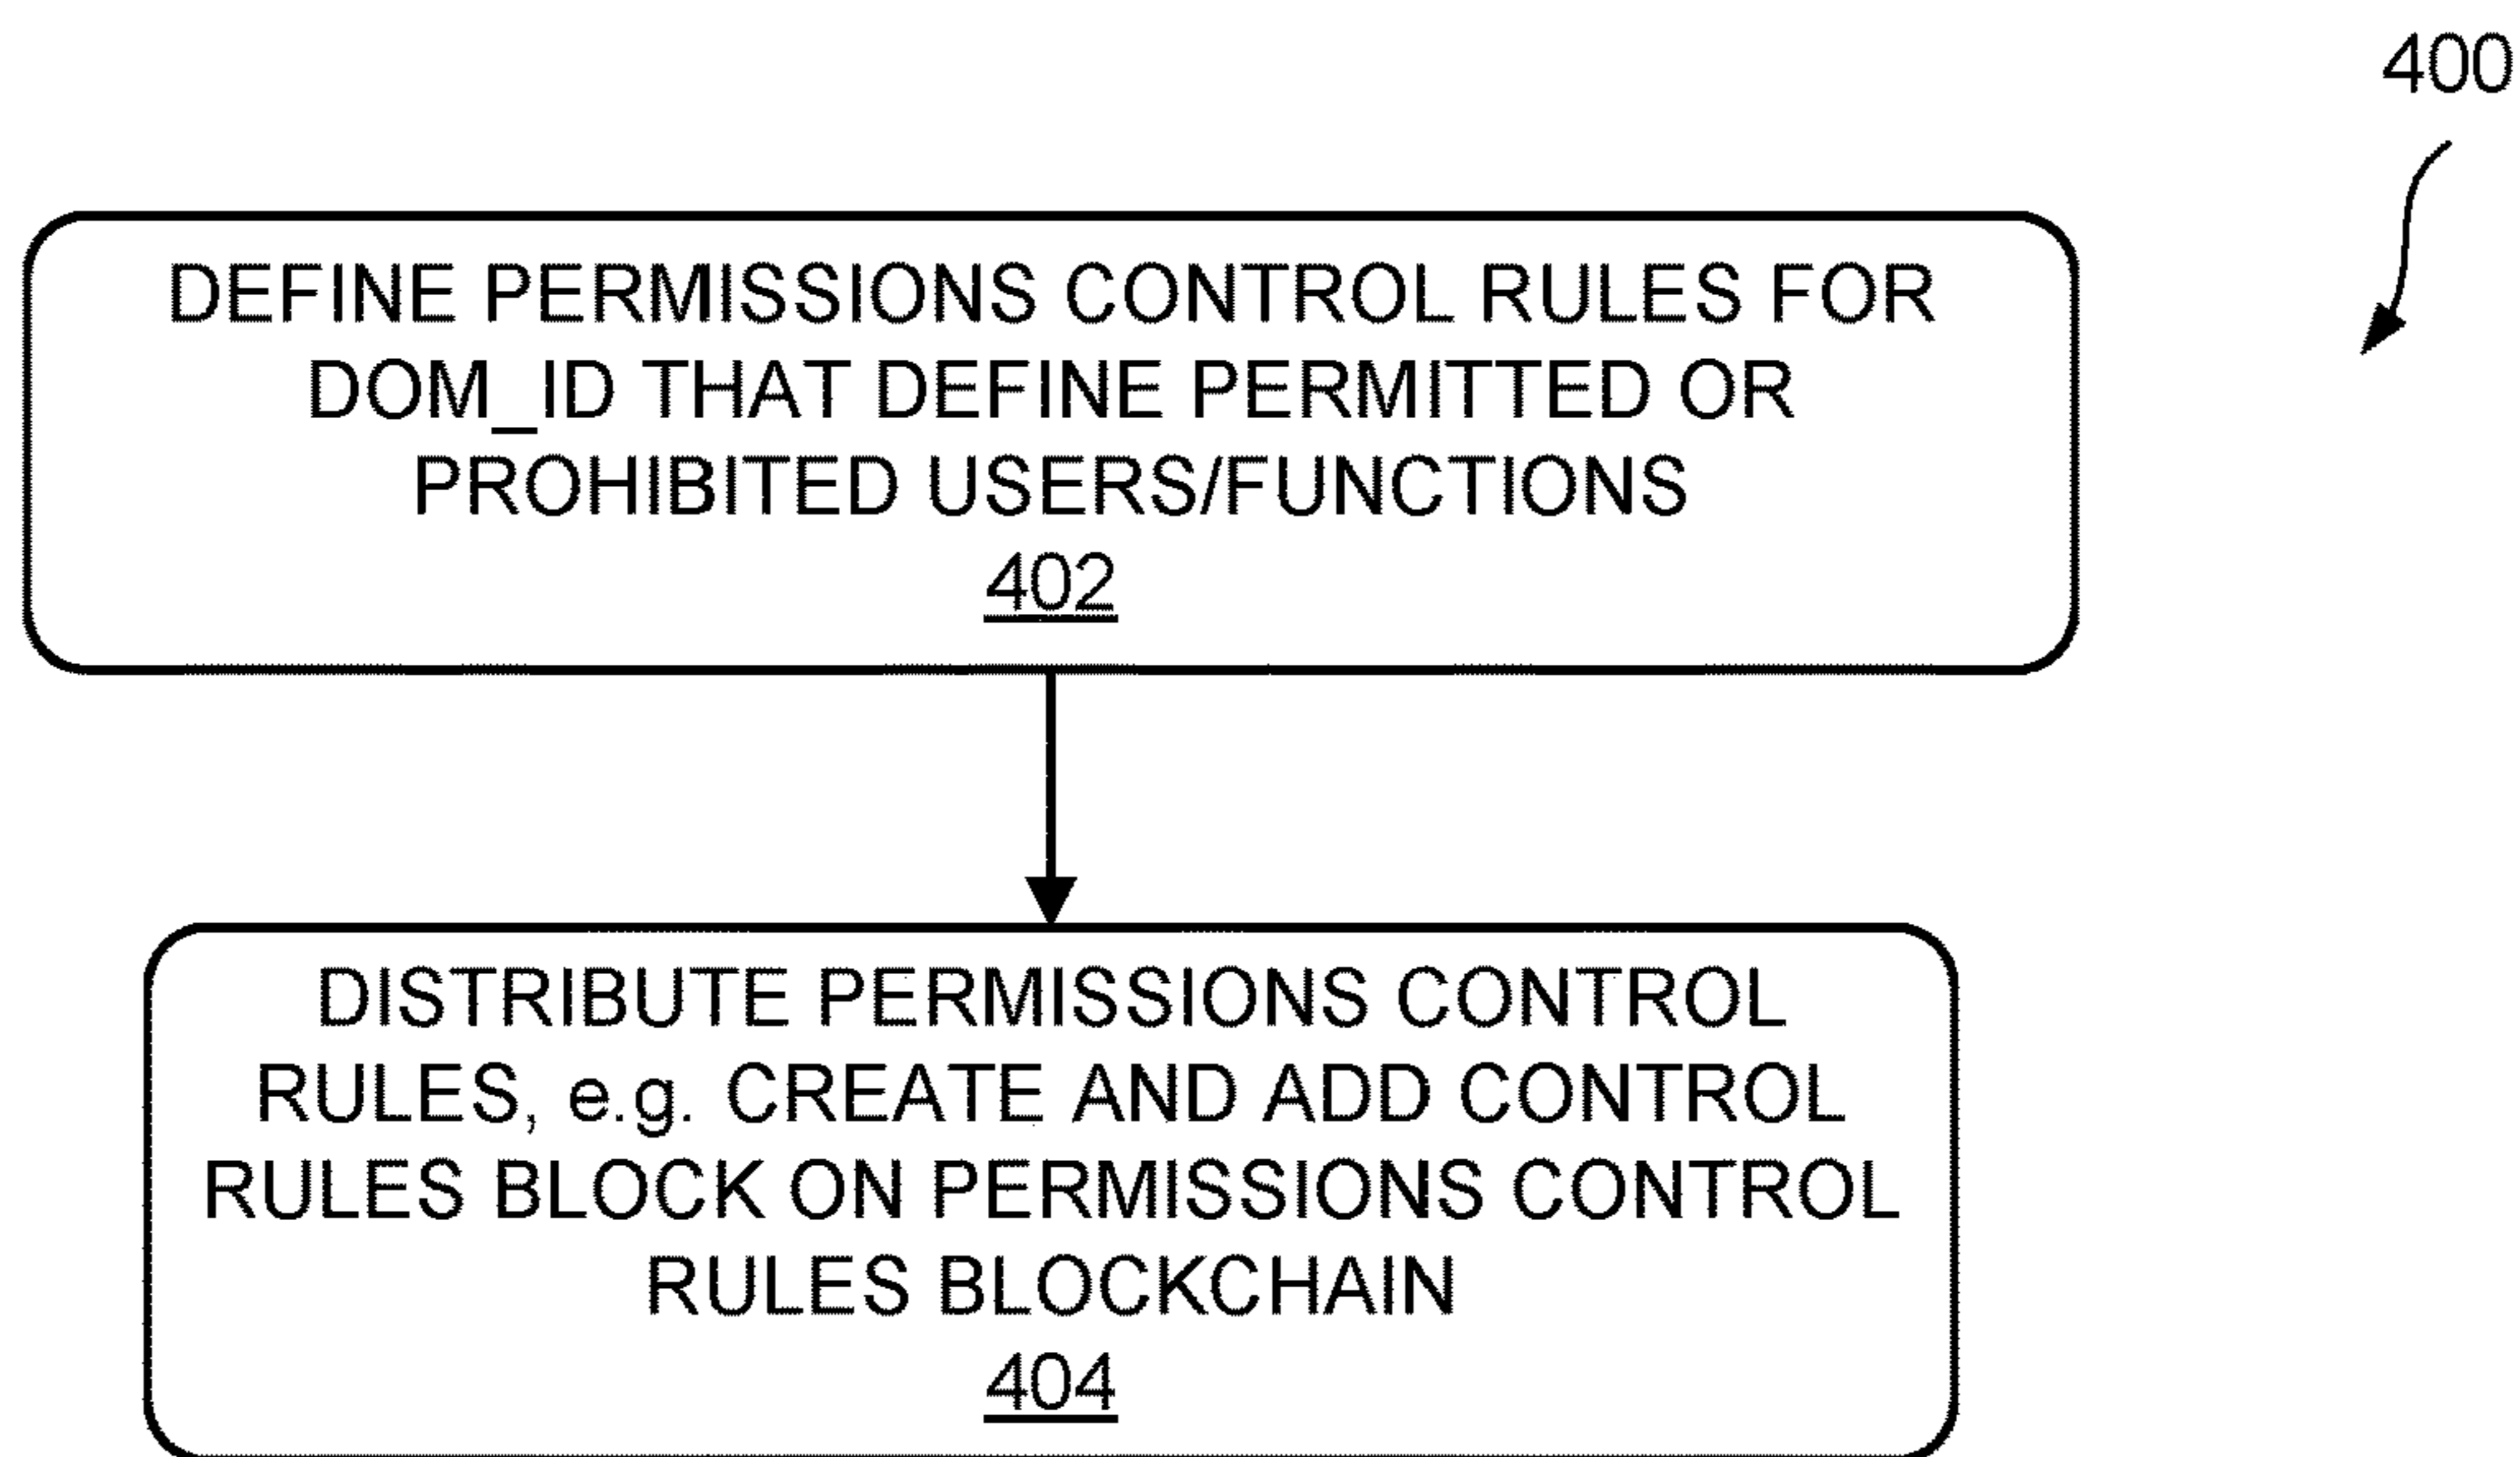 400
DEFINE PERMISSIONS CONTROL RULES FOR
DOM_ID THAT DEFINE PERMITTED OR
PROHIBITED USERS/FUNCTIONS
402
DISTRIBUTE PERMISSIONS CONTROL
RULES, e.g. CREATE AND ADD CONTROL
RULES BLOCK ON PERMISSIONS CONTROL
RULES BLOCKCHAIN
404